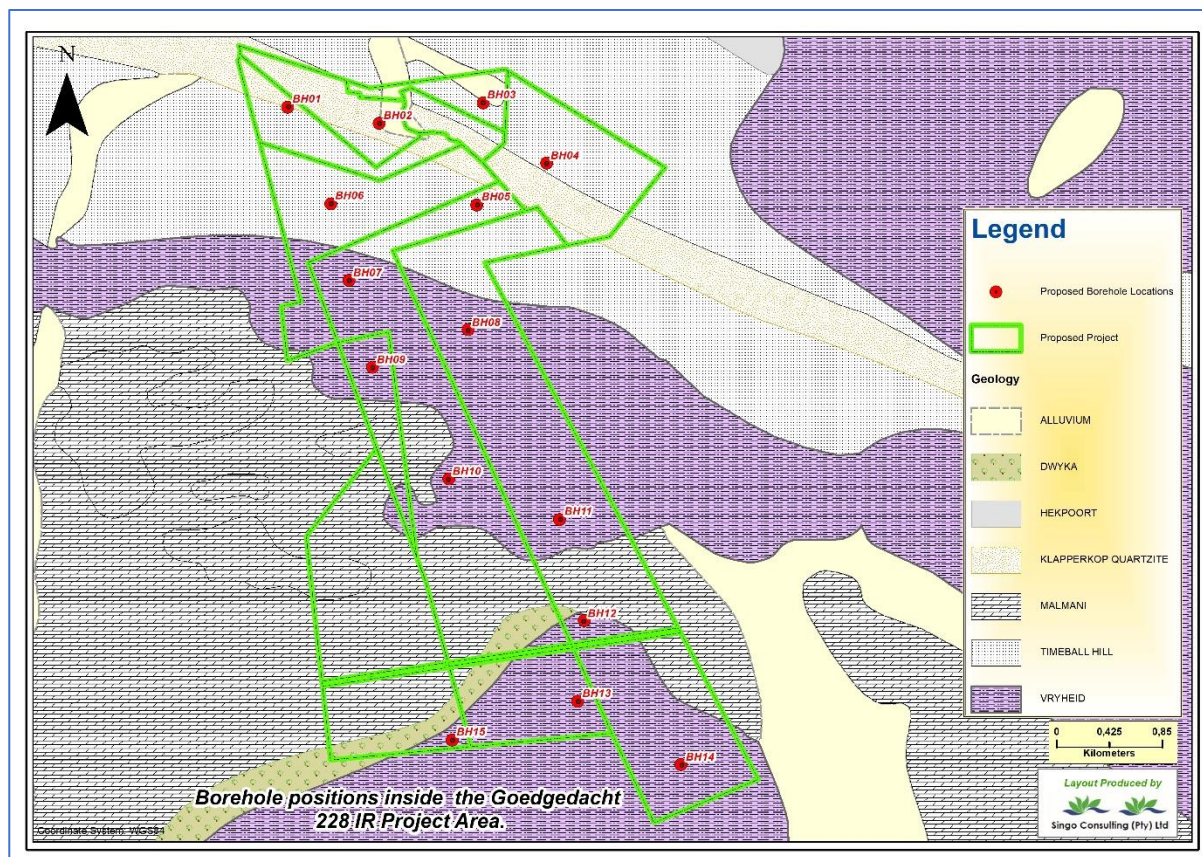 N
BH01
BH02
BH03
BH04
BH05
BH06
BH07
BH08
BH09
BH10
BH11
BH12
BH13
BH14
BH15
Borehole positions inside the Goedgedacht
228 IR Project Area.
Coordinate System: WGS84
Legend
Proposed Borehole Locations
Proposed Project
Geology
ALLUVIUM
DWYKA
HEKPOORT
KLAPPERKOP QUARTZITE
MALMANI
TIMEBALL HILL
VRYHEID
0 0,425 0,85
Kilometers
Layout Produced by
Singo Consulting (Pty) Ltd